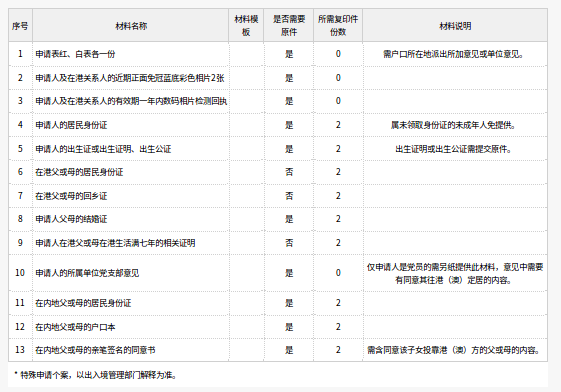 序号 材料名称 材料模板 是否需要原件 所需复印件份数 材料说明
1 申请表红、白表各一份 是 0 需户口所在地派出所加意见或单位意见。
2 申请人及在港关系人的近期正面免冠蓝底彩色相片2张 是 0
3 申请人及在港关系人的有效期一年内数码相片检测回执 是 0
4 申请人的居民身份证 是 2 属未领取身份证的未成年人免提供。
5 申请人的出生证或出生证明、出生公证 是 2 出生证明或出生公证需提交原件。
6 在港父或母的居民身份证 否 2
7 在港父或母的回乡证 否 2
8 申请人父母的结婚证 是 2
9 申请人在港父或母在港生活满七年的相关证明 否 2
10 申请人的所属单位党支部意见 是 0 仅申请人是党员的需另纸提供此材料，意见中需要
有同意其往港（澳）定居的内容。
11 在内地父或母的居民身份证 是 2
12 在内地父或母的户口本 是 2
13 在内地父或母的亲笔签名的同意书 是 2 需含同意该子女投靠港（澳）方的父或母的内容。
* 特殊申请个案，以出入境管理部门解释为准。